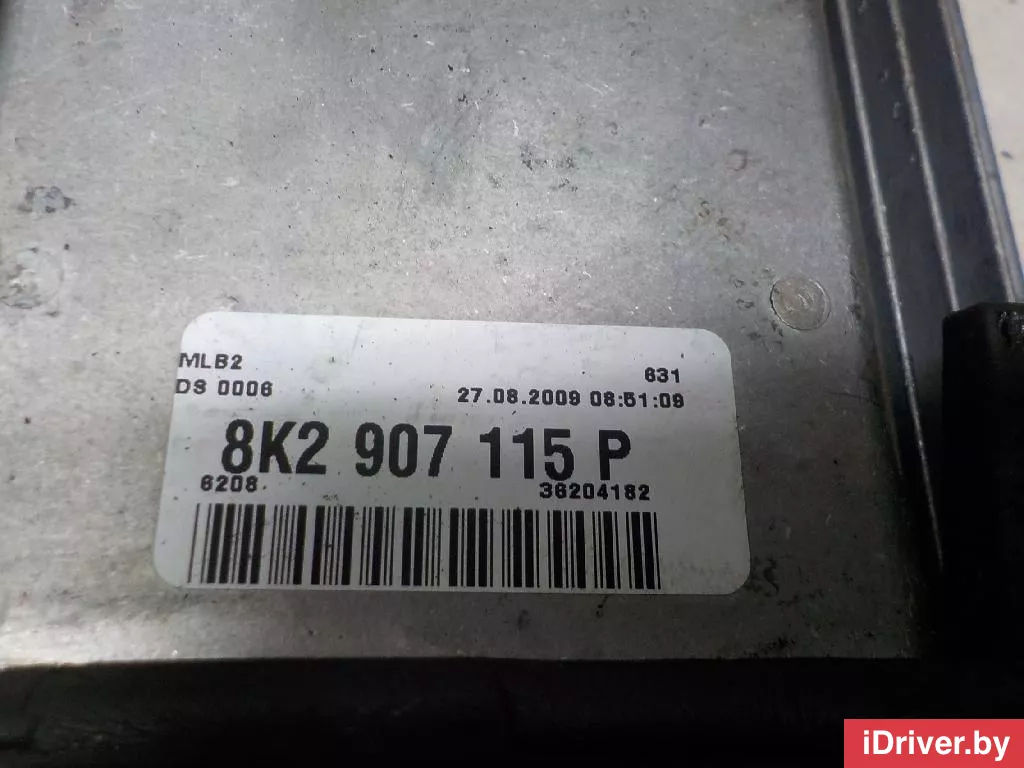 MLB2
631
DS 0006
27.08.2009 08:51:09
8K2 907 115 P
6208
36204182
iDriver.by